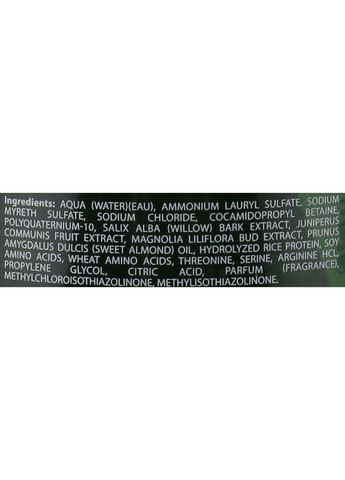 Ingredients: AQUA (WATER)(EAU), AMMONIUM LAURYL SULFATE, SODIUM
MYRETH SULFATE, SODIUM CHLORIDE, COCAMIDOPROPYL BETAINE,
POLYQUATERNIUM-10, SALIX ALBA (WILLOW) BARK EXTRACT, JUNIPERUS
COMMUNIS FRUIT EXTRACT, MAGNOLIA LILIFLORA BUD EXTRACT, PRUNUS
AMYGDALUS DULCIS (SWEET ALMOND) OIL, HYDROLYZED RICE PROTEIN, SOY
AMINO ACIDS, WHEAT AMINO ACIDS, THREONINE, SERINE, ARGININE HCL,
PROPYLENE GLYCOL, CITRIC ACID, PARFUM (FRAGRANCE),
METHYLCHLOROISOTHIAZOLINONE, METHYLISOTHIAZOLINONE.